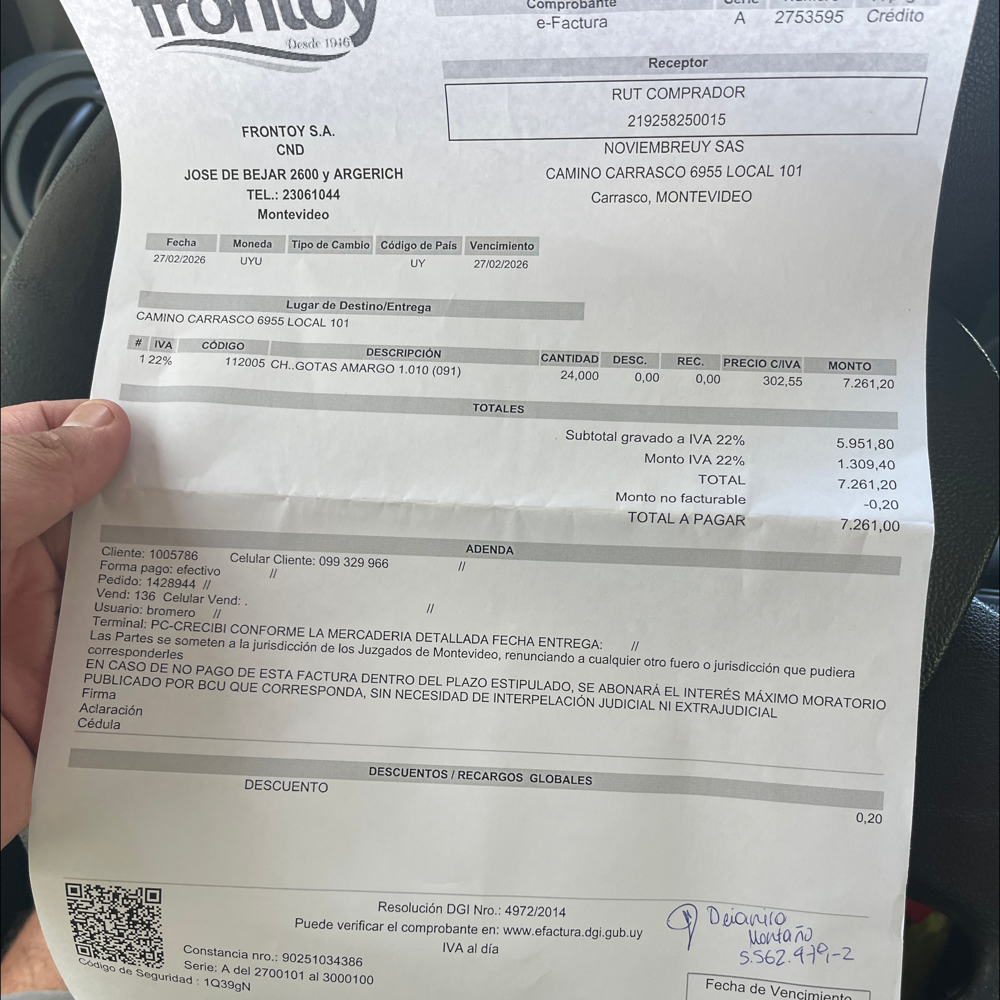 frontoy
Desde 1946
Comprobante
e-Factura A 2753595 Crédito
Receptor
RUT COMPRADOR
219258250015
NOVIEMBREUY SAS
CAMINO CARRASCO 6955 LOCAL 101
Carrasco, MONTEVIDEO
FRONTOY S.A.
CND
JOSE DE BEJAR 2600 y ARGERICH
TEL.: 23061044
Montevideo
Fecha Moneda Tipo de Cambio Código de País Vencimiento
27/02/2026 UYU UY 27/02/2026
Lugar de Destino/Entrega
CAMINO CARRASCO 6955 LOCAL 101
# IVA CÓDIGO DESCRIPCIÓN CANTIDAD DESC. REC. PRECIO C/IVA MONTO
1 22% 112005 CH..GOTAS AMARGO 1.010 (091) 24,000 0,00 0,00 302,55 7.261,20
TOTALES
Subtotal gravado a IVA 22% 5.951,80
Monto IVA 22% 1.309,40
TOTAL 7.261,20
Monto no facturable -0,20
TOTAL A PAGAR 7.261,00
ADENDA
Cliente: 1005786 Celular Cliente: 099 329 966 //
Forma pago: efectivo //
Pedido: 1428944 //
Vend: 136 Celular Vend: . //
Usuario: bromero //
Terminal: PC-CRECIBI CONFORME LA MERCADERIA DETALLADA FECHA ENTREGA: //
Las Partes se someten a la jurisdicción de los Juzgados de Montevideo, renunciando a cualquier otro fuero o jurisdicción que pudiera
corresponderles
EN CASO DE NO PAGO DE ESTA FACTURA DENTRO DEL PLAZO ESTIPULADO, SE ABONARÁ EL INTERÉS MÁXIMO MORATORIO
PUBLICADO POR BCU QUE CORRESPONDA, SIN NECESIDAD DE INTERPELACIÓN JUDICIAL NI EXTRAJUDICIAL
Firma
Aclaración
Cédula
DESCUENTOS / RECARGOS GLOBALES
DESCUENTO 0,20
Resolución DGI Nro.: 4972/2014
Puede verificar el comprobante en: www.efactura.dgi.gub.uy
IVA al día
Constancia nro.: 90251034386
Serie: A del 2700101 al 3000100
Código de Seguridad : 1Q39gN
Deianira
Montaño
5.562.979-2
Fecha de Vencimiento